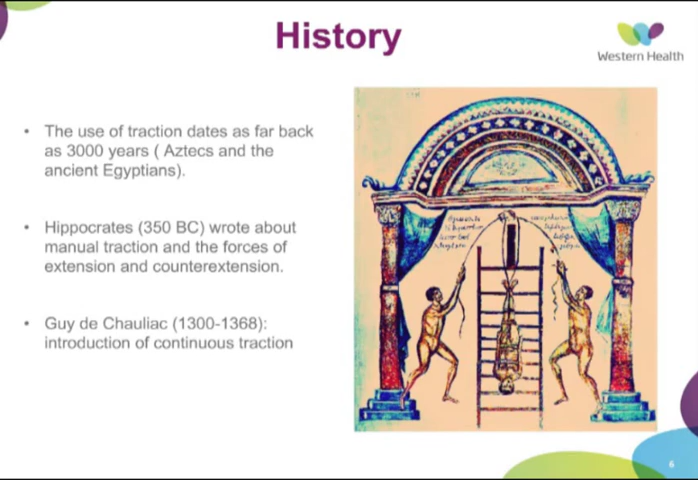 History
Western Health
• The use of traction dates as far back
as 3000 years ( Aztecs and the
ancient Egyptians).
• Hippocrates (350 BC) wrote about
manual traction and the forces of
extension and counterextension.
• Guy de Chauliac (1300-1368):
introduction of continuous traction
6